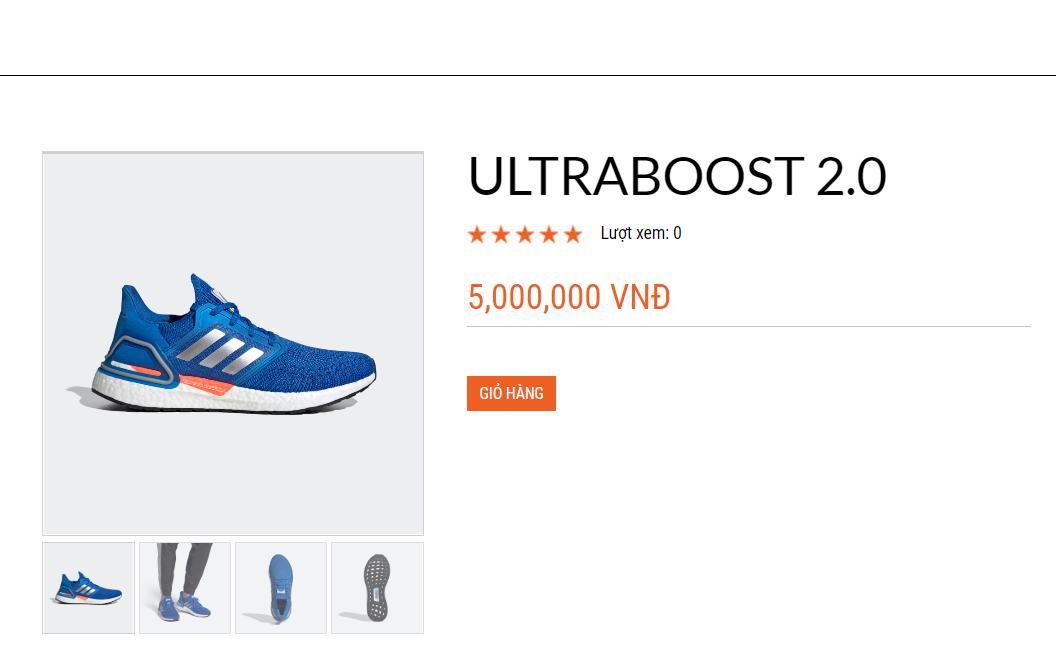 ULTRABOOST 2.0
Lượt xem: 0
5,000,000 VNĐ
GIỎ HÀNG